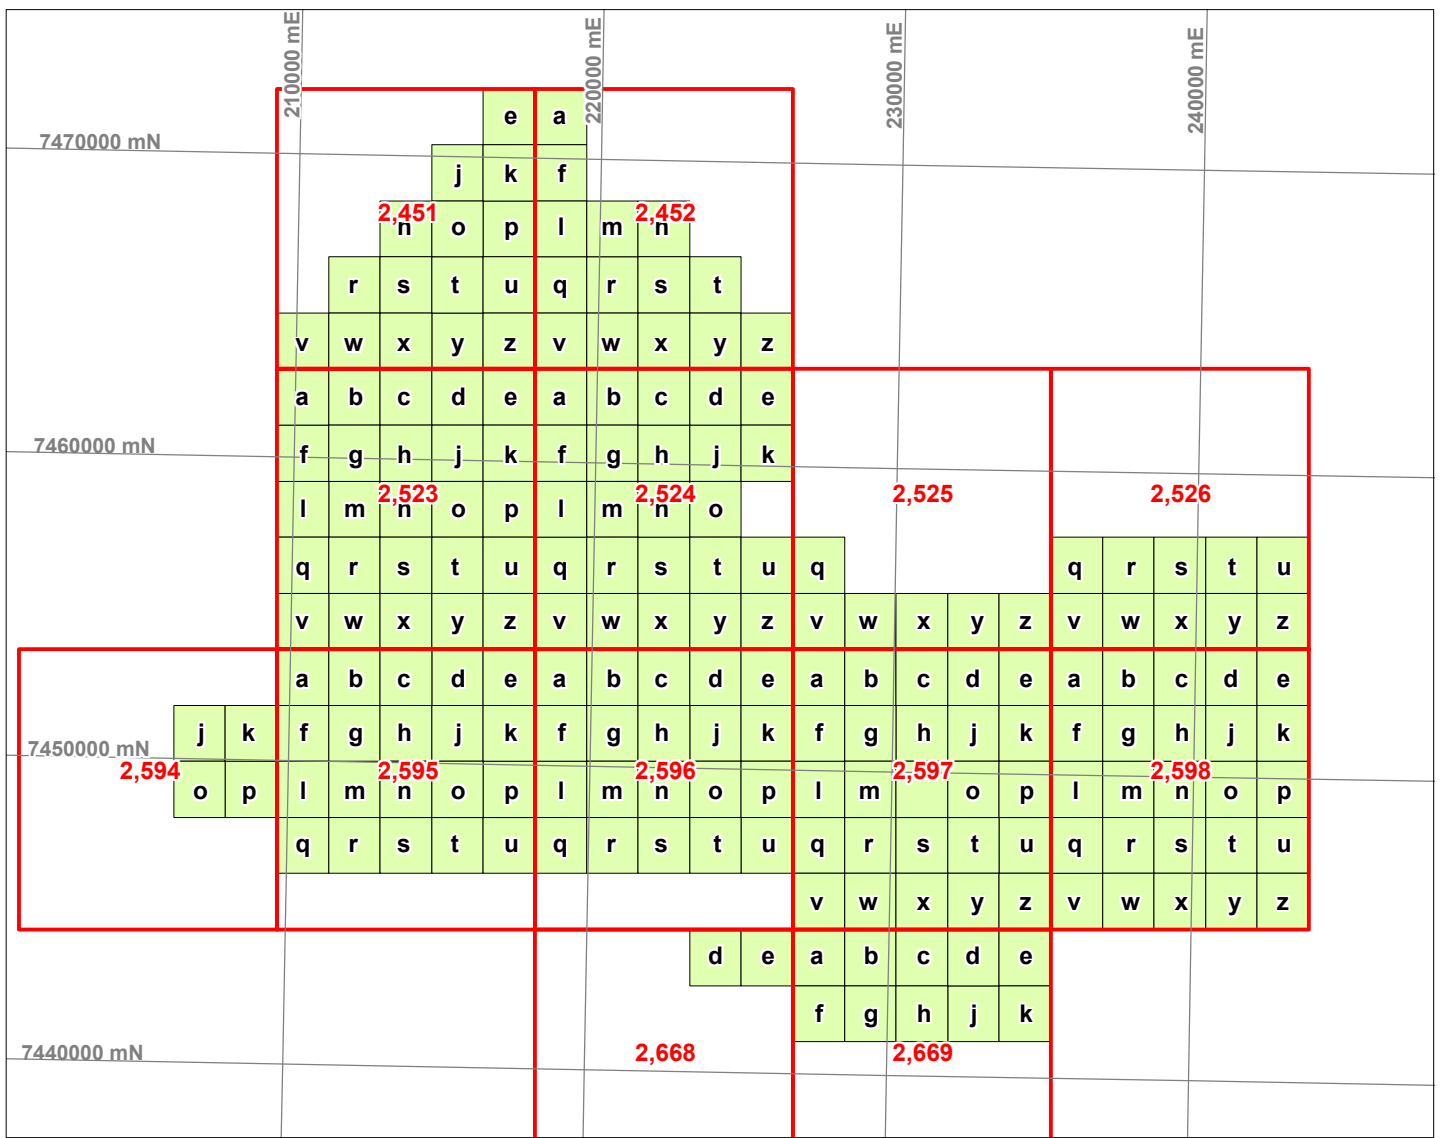 210000 mE 220000 mE 230000 mE 240000 mE
e a
7470000 mN
j k f
2,451 2,452
n o p l m n
r s t u q r s t
v w x y z v w x y z
a b c d e a b c d e
7460000 mN
f g h j k f g h j k
2,523 2,524 2,525 2,526
l m n o p l m n o
q r s t u q r s t u q q r s t u
v w x y z v w x y z v w x y z v w x y z
a b c d e a b c d e a b c d e a b c d e
j k f g h j k f g h j k f g h j k f g h j k
7450000 mN
2,594 2,595 2,596 2,597 2,598
o p l m n o p l m n o p l m o p l m n o p
q r s t u q r s t u q r s t u q r s t u
v w x y z v w x y z
d e a b c d e
f g h j k
7440000 mN 2,668 2,669